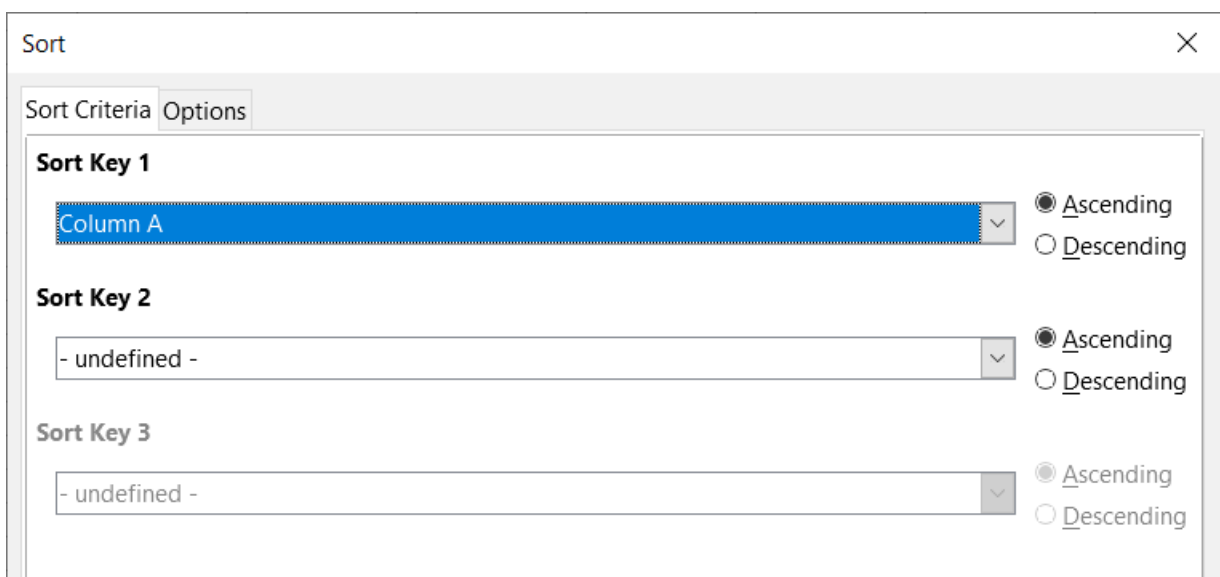 Sort
Sort Criteria Options
Sort Key 1
Column A
Ascending
Descending
Sort Key 2
- undefined -
Ascending
Descending
Sort Key 3
- undefined -
Ascending
Descending